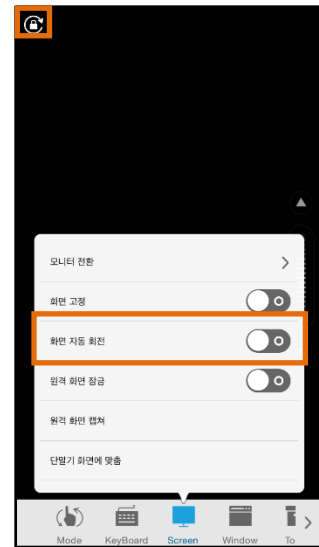 모니터 전환
화면 고정
화면 자동 회전
원격 화면 잠금
원격 화면 캡쳐
단말기 화면에 맞춤
Mode KeyBoard Screen Window To